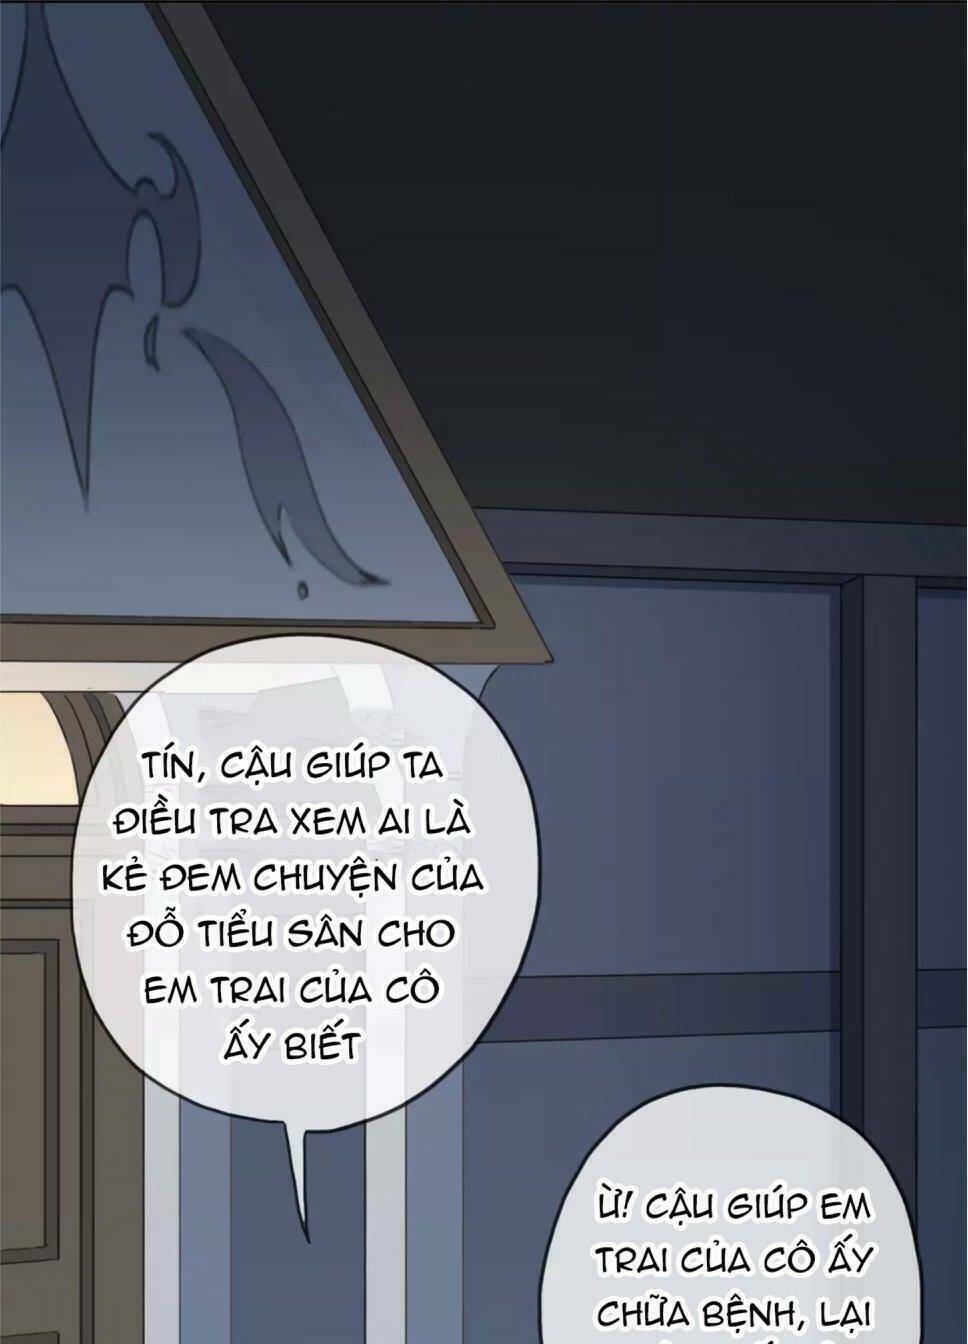 TÍN, CẬU GIÚP TA
ĐIỀU TRA XEM AI LÀ
KẺ ĐEM CHUYỆN CỦA
ĐỖ TIỂU SÂN CHO
EM TRAI CỦA CÔ
ẤY BIẾT
Ừ! CẬU GIÚP EM
TRAI CỦA CÔ ẤY
CHỮA BỆNH, LẠI